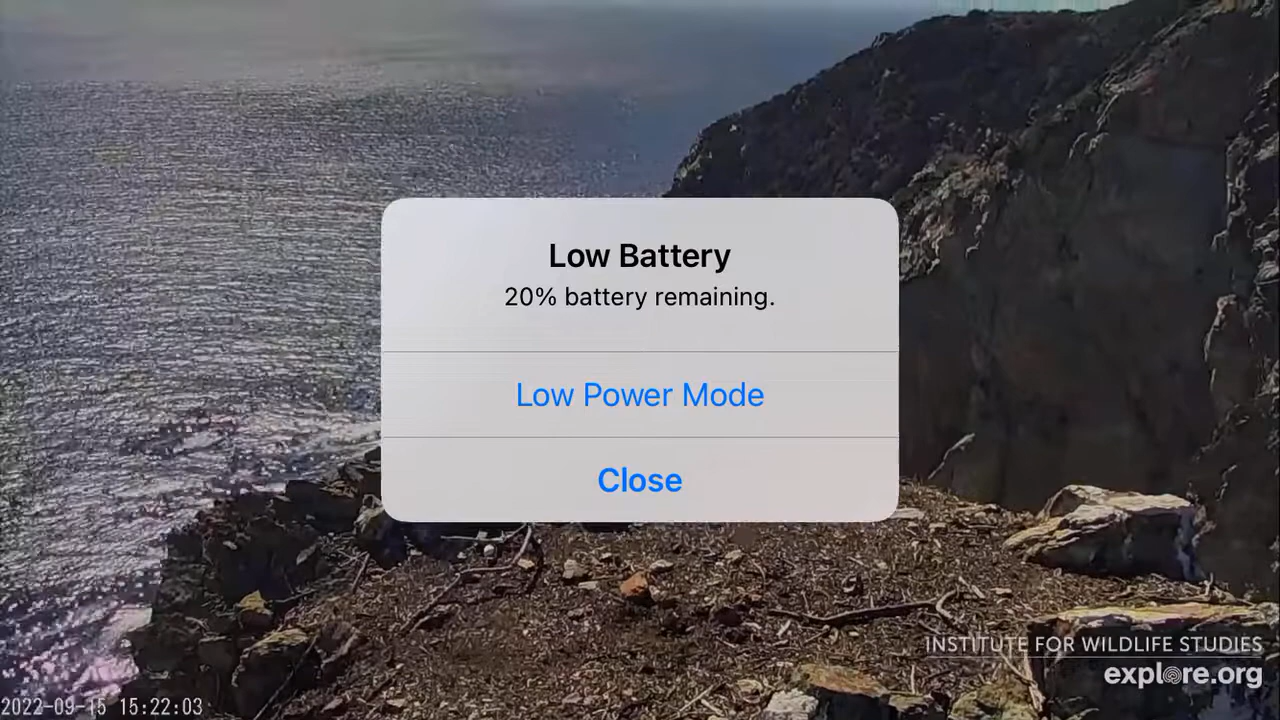 Low Battery
20% battery remaining.
Low Power Mode
Close
INSTITUTE FOR WILDLIFE STUDIES
explore.org
2022-09-15 15:22:03